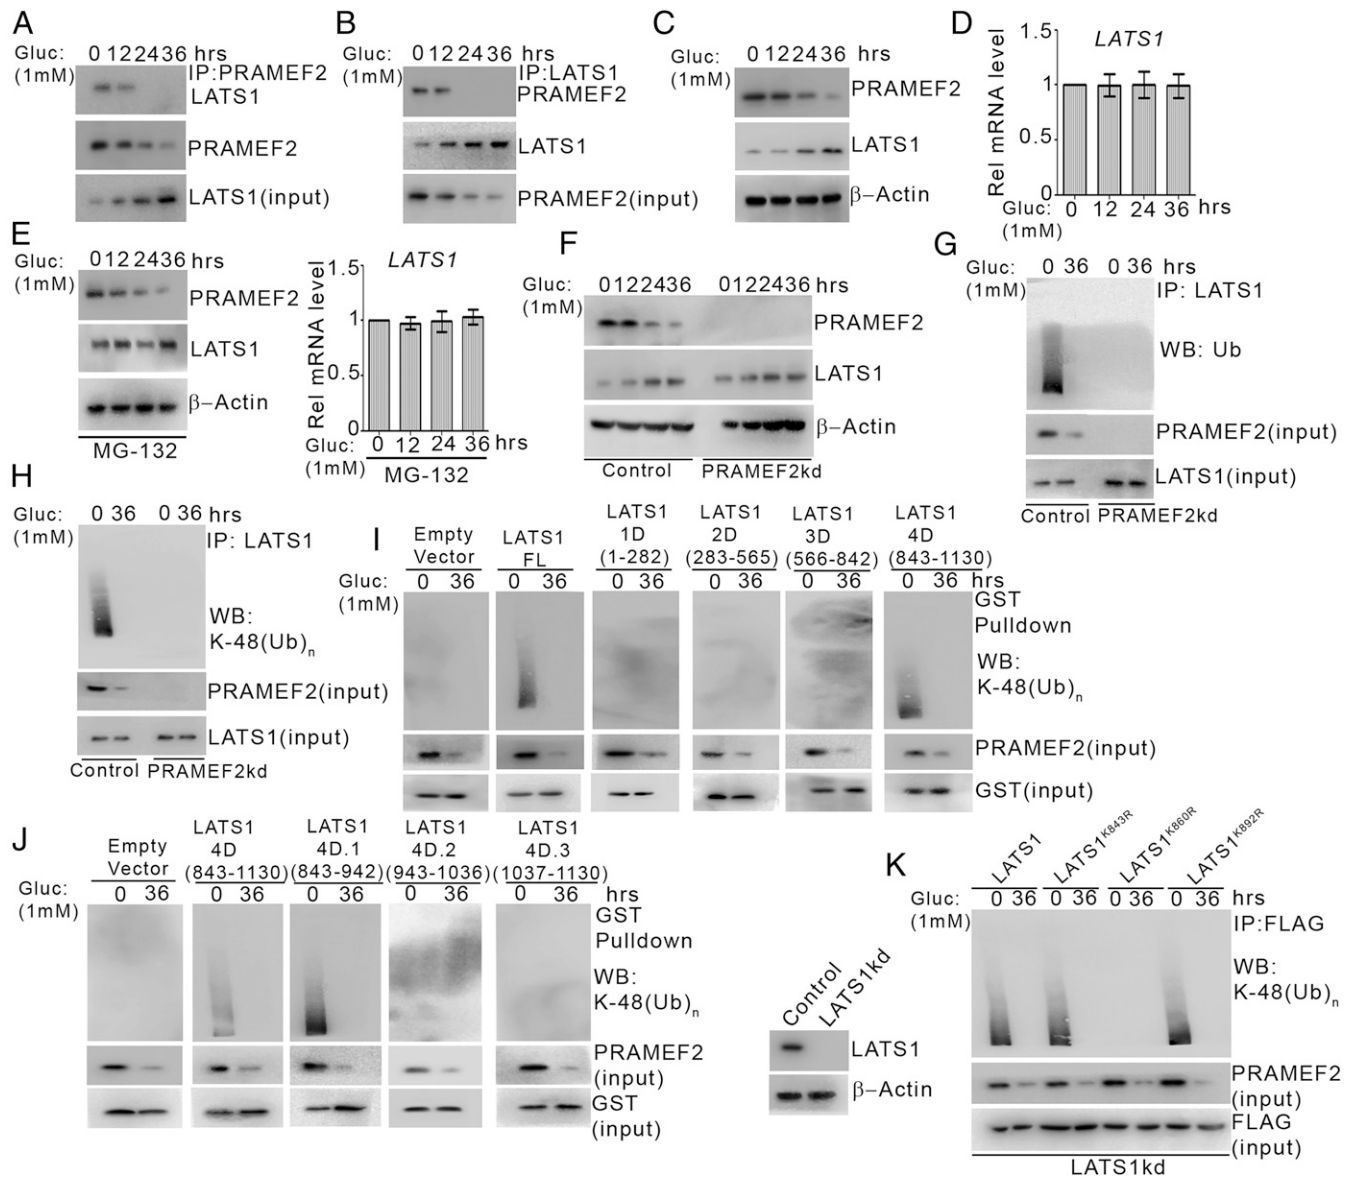 A
Gluc:
(1mM)
0 12 24 36 hrs
IP:PRAMEF2
LATS1
PRAMEF2
LATS1(input)
B
Gluc:
(1mM)
0 12 24 36 hrs
IP:LATS1
PRAMEF2
LATS1
PRAMEF2(input)
C
Gluc:
(1mM)
0 12 24 36 hrs
PRAMEF2
LATS1
β–Actin
D
LATS1
Rel mRNA level
1.5
1
0.5
0
Gluc:
(1mM)
0 12 24 36 hrs
E
Gluc:
(1mM)
0 12 24 36 hrs
PRAMEF2
LATS1
β–Actin
MG-132
LATS1
Rel mRNA level
1.5
1
0.5
0
Gluc:
(1mM)
0 12 24 36 hrs
MG-132
F
Gluc:
(1mM)
0 12 24 36 0 12 24 36 hrs
PRAMEF2
LATS1
β–Actin
Control PRAMEF2kd
G
Gluc:
(1mM)
0 36 0 36 hrs
IP: LATS1
WB: Ub
PRAMEF2(input)
LATS1(input)
Control PRAMEF2kd
H
Gluc:
(1mM)
0 36 0 36 hrs
IP: LATS1
WB:
K-48(Ub)n
PRAMEF2(input)
LATS1(input)
Control PRAMEF2kd
I
Empty
Vector
LATS1
FL
LATS1
1D
(1-282)
LATS1
2D
(283-565)
LATS1
3D
(566-842)
LATS1
4D
(843-1130)
Gluc:
(1mM)
0 36 0 36 0 36 0 36 0 36 0 36 hrs
GST
Pulldown
WB:
K-48(Ub)n
PRAMEF2(input)
GST(input)
J
Empty
Vector
LATS1
4D
(843-1130)
LATS1
4D.1
(843-942)
LATS1
4D.2
(943-1036)
LATS1
4D.3
(1037-1130)
Gluc:
(1mM)
0 36 0 36 0 36 0 36 0 36 hrs
GST
Pulldown
WB:
K-48(Ub)n
PRAMEF2
(input)
GST
(input)
Control
LATS1kd
LATS1
β–Actin
K
LATS1
LATS1K843R
LATS1K860R
LATS1K892R
Gluc:
(1mM)
0 36 0 36 0 36 0 36 hrs
IP:FLAG
WB:
K-48(Ub)n
PRAMEF2
(input)
FLAG
(input)
LATS1kd